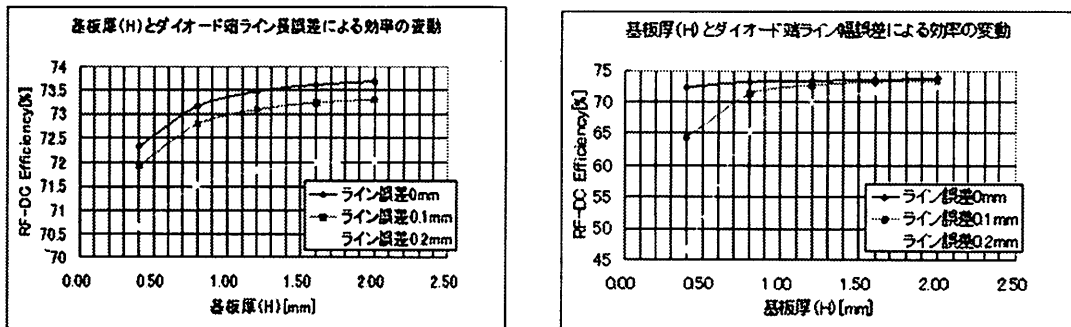 基板厚(H)とダイオード端ライン長誤差による効率の変動
RF-DC Efficiency[%]
74
73.5
73
72.5
72
71.5
71
70.5
70
ライン誤差0mm
ライン誤差0.1mm
ライン誤差0.2mm
0.00
0.50
1.00
1.50
2.00
2.50
基板厚(H)[mm]
基板厚(H)とダイオード端ライン幅誤差による効率の変動
RF-DC Efficiency[%]
75
70
65
60
55
50
45
ライン誤差0mm
ライン誤差0.1mm
ライン誤差0.2mm
0.00
0.50
1.00
1.50
2.00
2.50
基板厚(H)[mm]